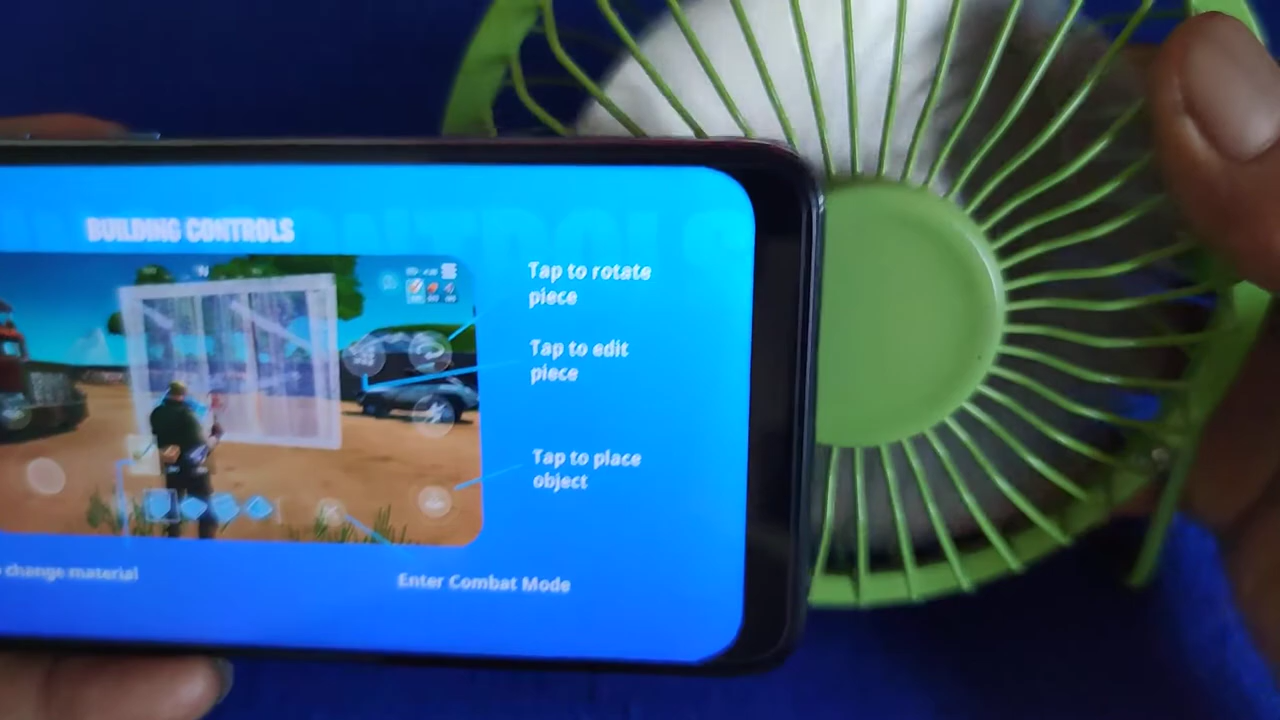 BUILDING CONTROLS
Tap to rotate
piece
Tap to edit
piece
Tap to place
object
change material
Enter Combat Mode